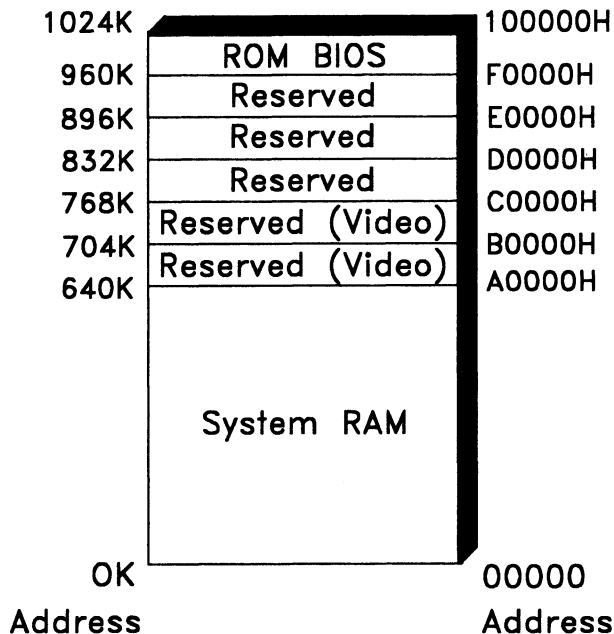 1024K 100000H
ROM BIOS
960K F0000H
Reserved
896K E0000H
Reserved
832K D0000H
Reserved
768K C0000H
Reserved (Video)
704K B0000H
Reserved (Video)
640K A0000H
System RAM
0K 00000
Address Address